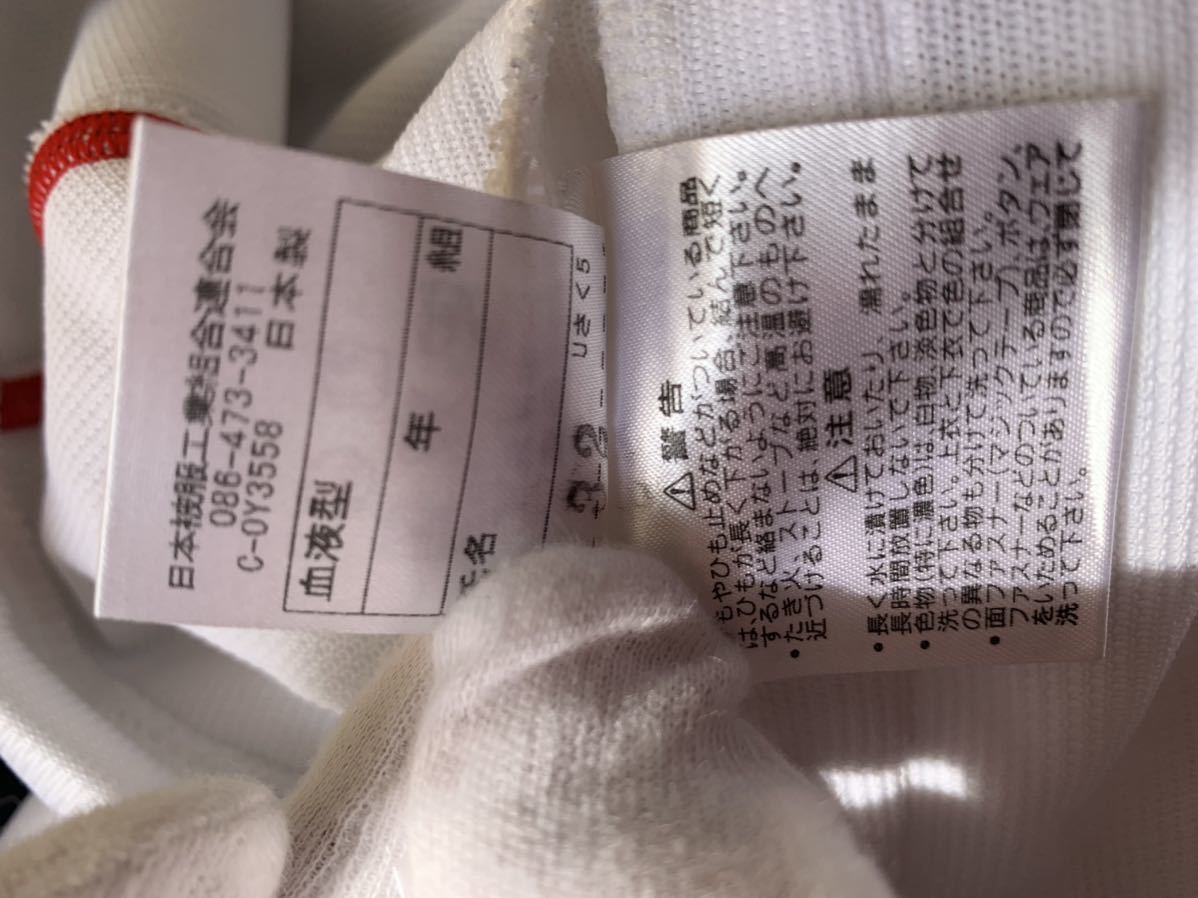 日本被服工業組合連合会
086-473-3411
C-0Y3558 日本製
血液型
年 組
氏名
⚠警告
もやひも止めなどがついている商品
は、ひもが長く下がる場合、結んで短く
するなど絡まないようにご注意下さい。
・たき火、ストーブなど高温のものへ
近づけることは、絶対にお避け下さい。
⚠注意
・長く水に漬けておいたり、濡れたまま
長時間放置しないで下さい。
・色物(特に濃色)は白物、淡色物と分けて
洗って下さい。上衣と下衣で色の組合せ
の異なる物も分けて洗って下さい。
・面ファスナー(マジックテープ)、ボタン、
ファスナーなどのついている商品は、ウェア
をいためることがありますので必ず閉じて
洗って下さい。